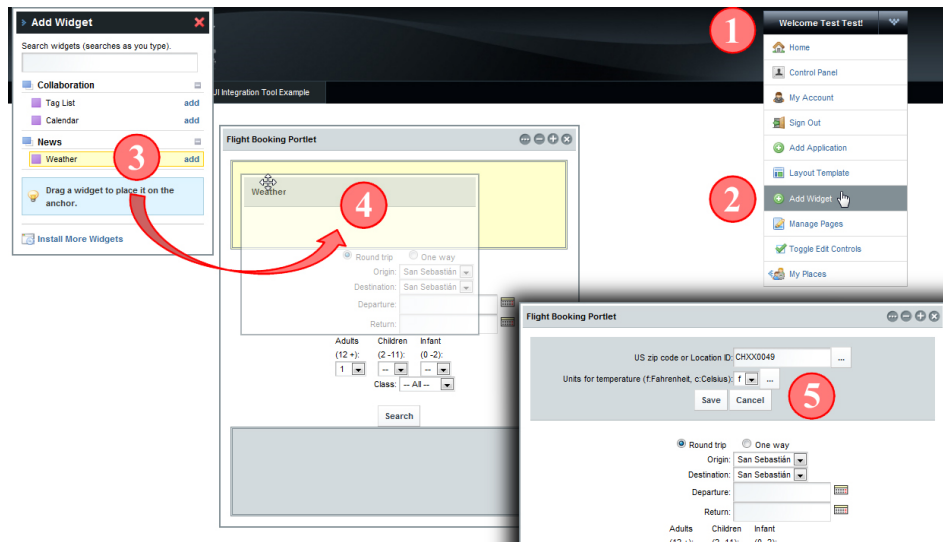 Add Widget
Search widgets (searches as you type).
Collaboration
Tag List add
Calendar add
News
Weather add
3
Drag a widget to place it on the
anchor.
Install More Widgets
UI Integration Tool Example
1
Welcome Test Test!
Home
Control Panel
My Account
Sign Out
Add Application
Layout Template
2
Add Widget
Manage Pages
Toggle Edit Controls
My Places
Flight Booking Portlet
Weather
4
Round trip One way
Origin: San Sebastián
Destination: San Sebastián
Departure:
Return:
Adults Children Infant
(12 +): (2 -11): (0 -2):
1 -- --
Class: -- All --
Search
Flight Booking Portlet
US zip code or Location ID: CHXX0049 ...
Units for temperature (f:Fahrenheit, c:Celsius): f ...
Save Cancel
5
Round trip One way
Origin: San Sebastián
Destination: San Sebastián
Departure:
Return:
Adults Children Infant
(12 +): (2 -11): (0 -2):